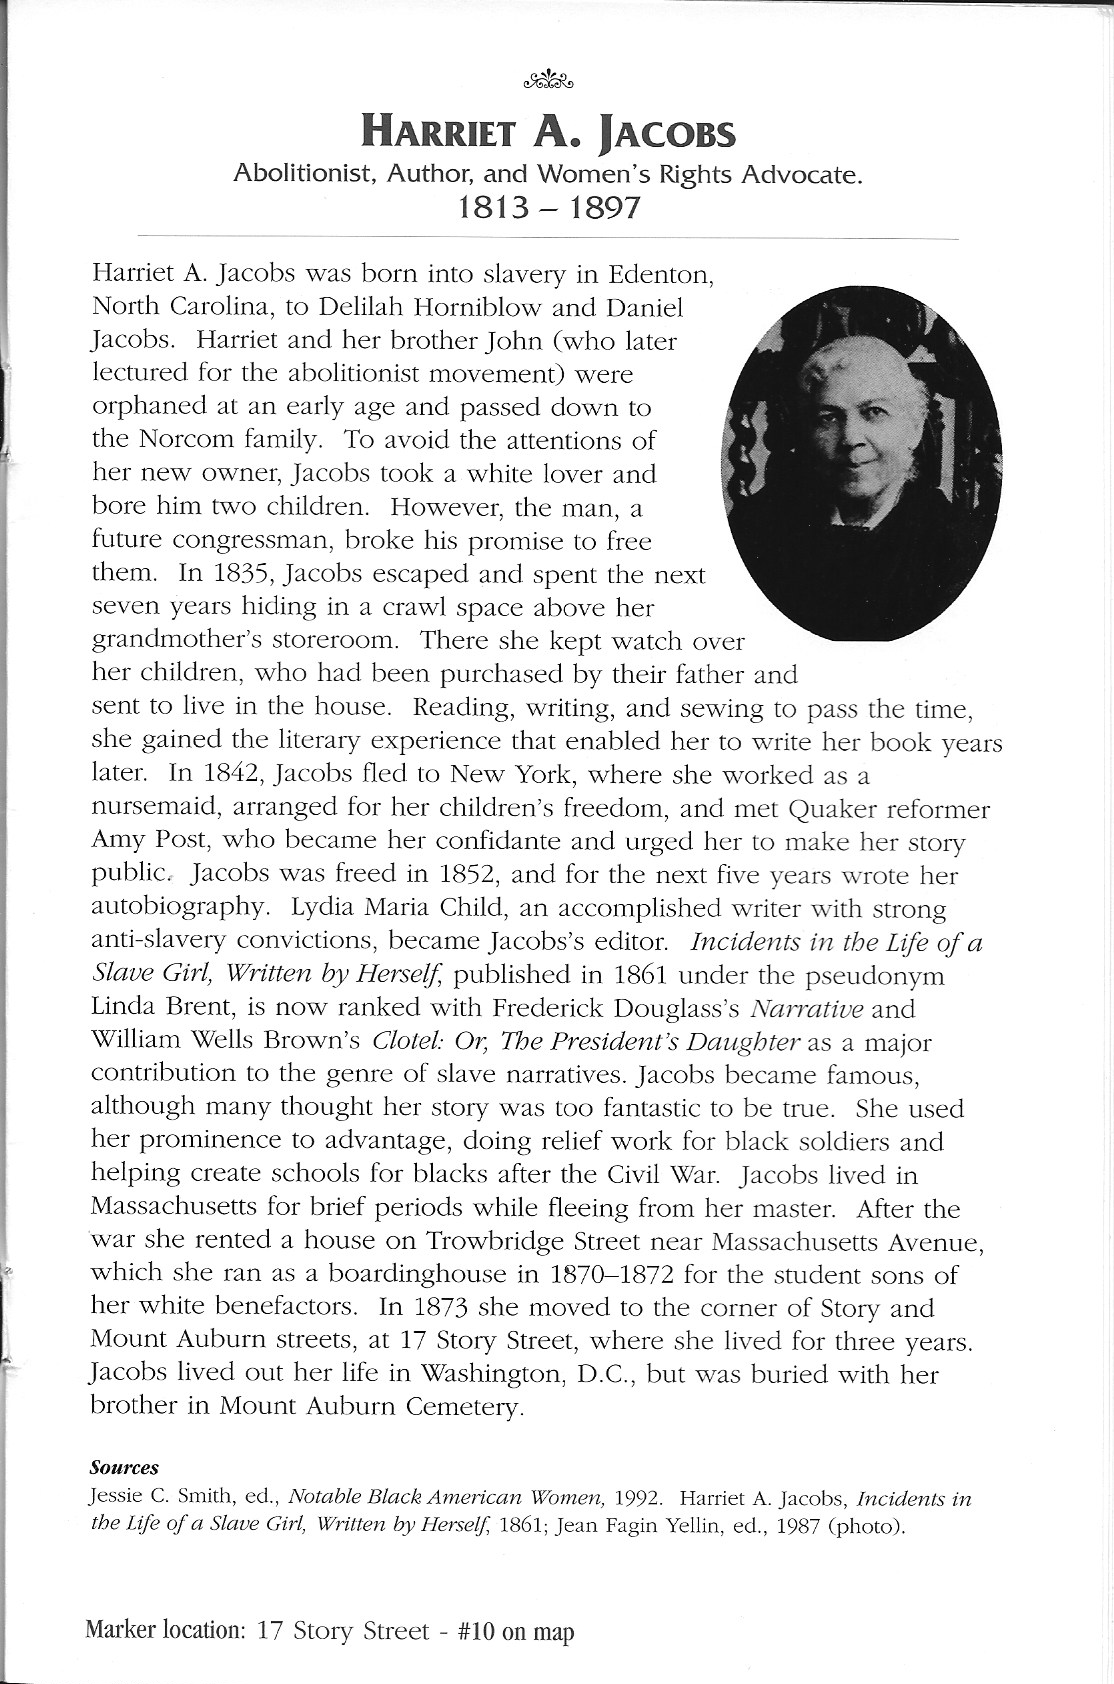 HARRIET A. JACOBS
Abolitionist, Author, and Women's Rights Advocate.
1813 – 1897
Harriet A. Jacobs was born into slavery in Edenton,
North Carolina, to Delilah Horniblow and Daniel
Jacobs. Harriet and her brother John (who later
lectured for the abolitionist movement) were
orphaned at an early age and passed down to
the Norcom family. To avoid the attentions of
her new owner, Jacobs took a white lover and
bore him two children. However, the man, a
future congressman, broke his promise to free
them. In 1835, Jacobs escaped and spent the next
seven years hiding in a crawl space above her
grandmother's storeroom. There she kept watch over
her children, who had been purchased by their father and
sent to live in the house. Reading, writing, and sewing to pass the time,
she gained the literary experience that enabled her to write her book years
later. In 1842, Jacobs fled to New York, where she worked as a
nursemaid, arranged for her children's freedom, and met Quaker reformer
Amy Post, who became her confidante and urged her to make her story
public. Jacobs was freed in 1852, and for the next five years wrote her
autobiography. Lydia Maria Child, an accomplished writer with strong
anti-slavery convictions, became Jacobs's editor. Incidents in the Life of a
Slave Girl, Written by Herself, published in 1861 under the pseudonym
Linda Brent, is now ranked with Frederick Douglass's Narrative and
William Wells Brown's Clotel: Or, The President's Daughter as a major
contribution to the genre of slave narratives. Jacobs became famous,
although many thought her story was too fantastic to be true. She used
her prominence to advantage, doing relief work for black soldiers and
helping create schools for blacks after the Civil War. Jacobs lived in
Massachusetts for brief periods while fleeing from her master. After the
war she rented a house on Trowbridge Street near Massachusetts Avenue,
which she ran as a boardinghouse in 1870–1872 for the student sons of
her white benefactors. In 1873 she moved to the corner of Story and
Mount Auburn streets, at 17 Story Street, where she lived for three years.
Jacobs lived out her life in Washington, D.C., but was buried with her
brother in Mount Auburn Cemetery.
Sources
Jessie C. Smith, ed., Notable Black American Women, 1992. Harriet A. Jacobs, Incidents in
the Life of a Slave Girl, Written by Herself, 1861; Jean Fagin Yellin, ed., 1987 (photo).
Marker location: 17 Story Street - #10 on map